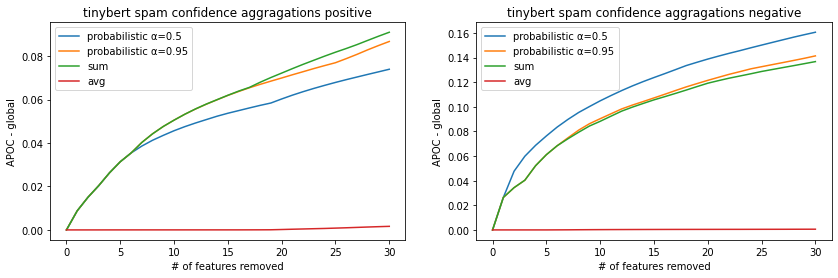 tinybert spam confidence aggragations positive
probabilistic α=0.5
probabilistic α=0.95
sum
avg
APOC - global
0.08
0.06
0.04
0.02
0.00
0 5 10 15 20 25 30
# of features removed
tinybert spam confidence aggragations negative
probabilistic α=0.5
probabilistic α=0.95
sum
avg
APOC - global
0.16
0.14
0.12
0.10
0.08
0.06
0.04
0.02
0.00
0 5 10 15 20 25 30
# of features removed